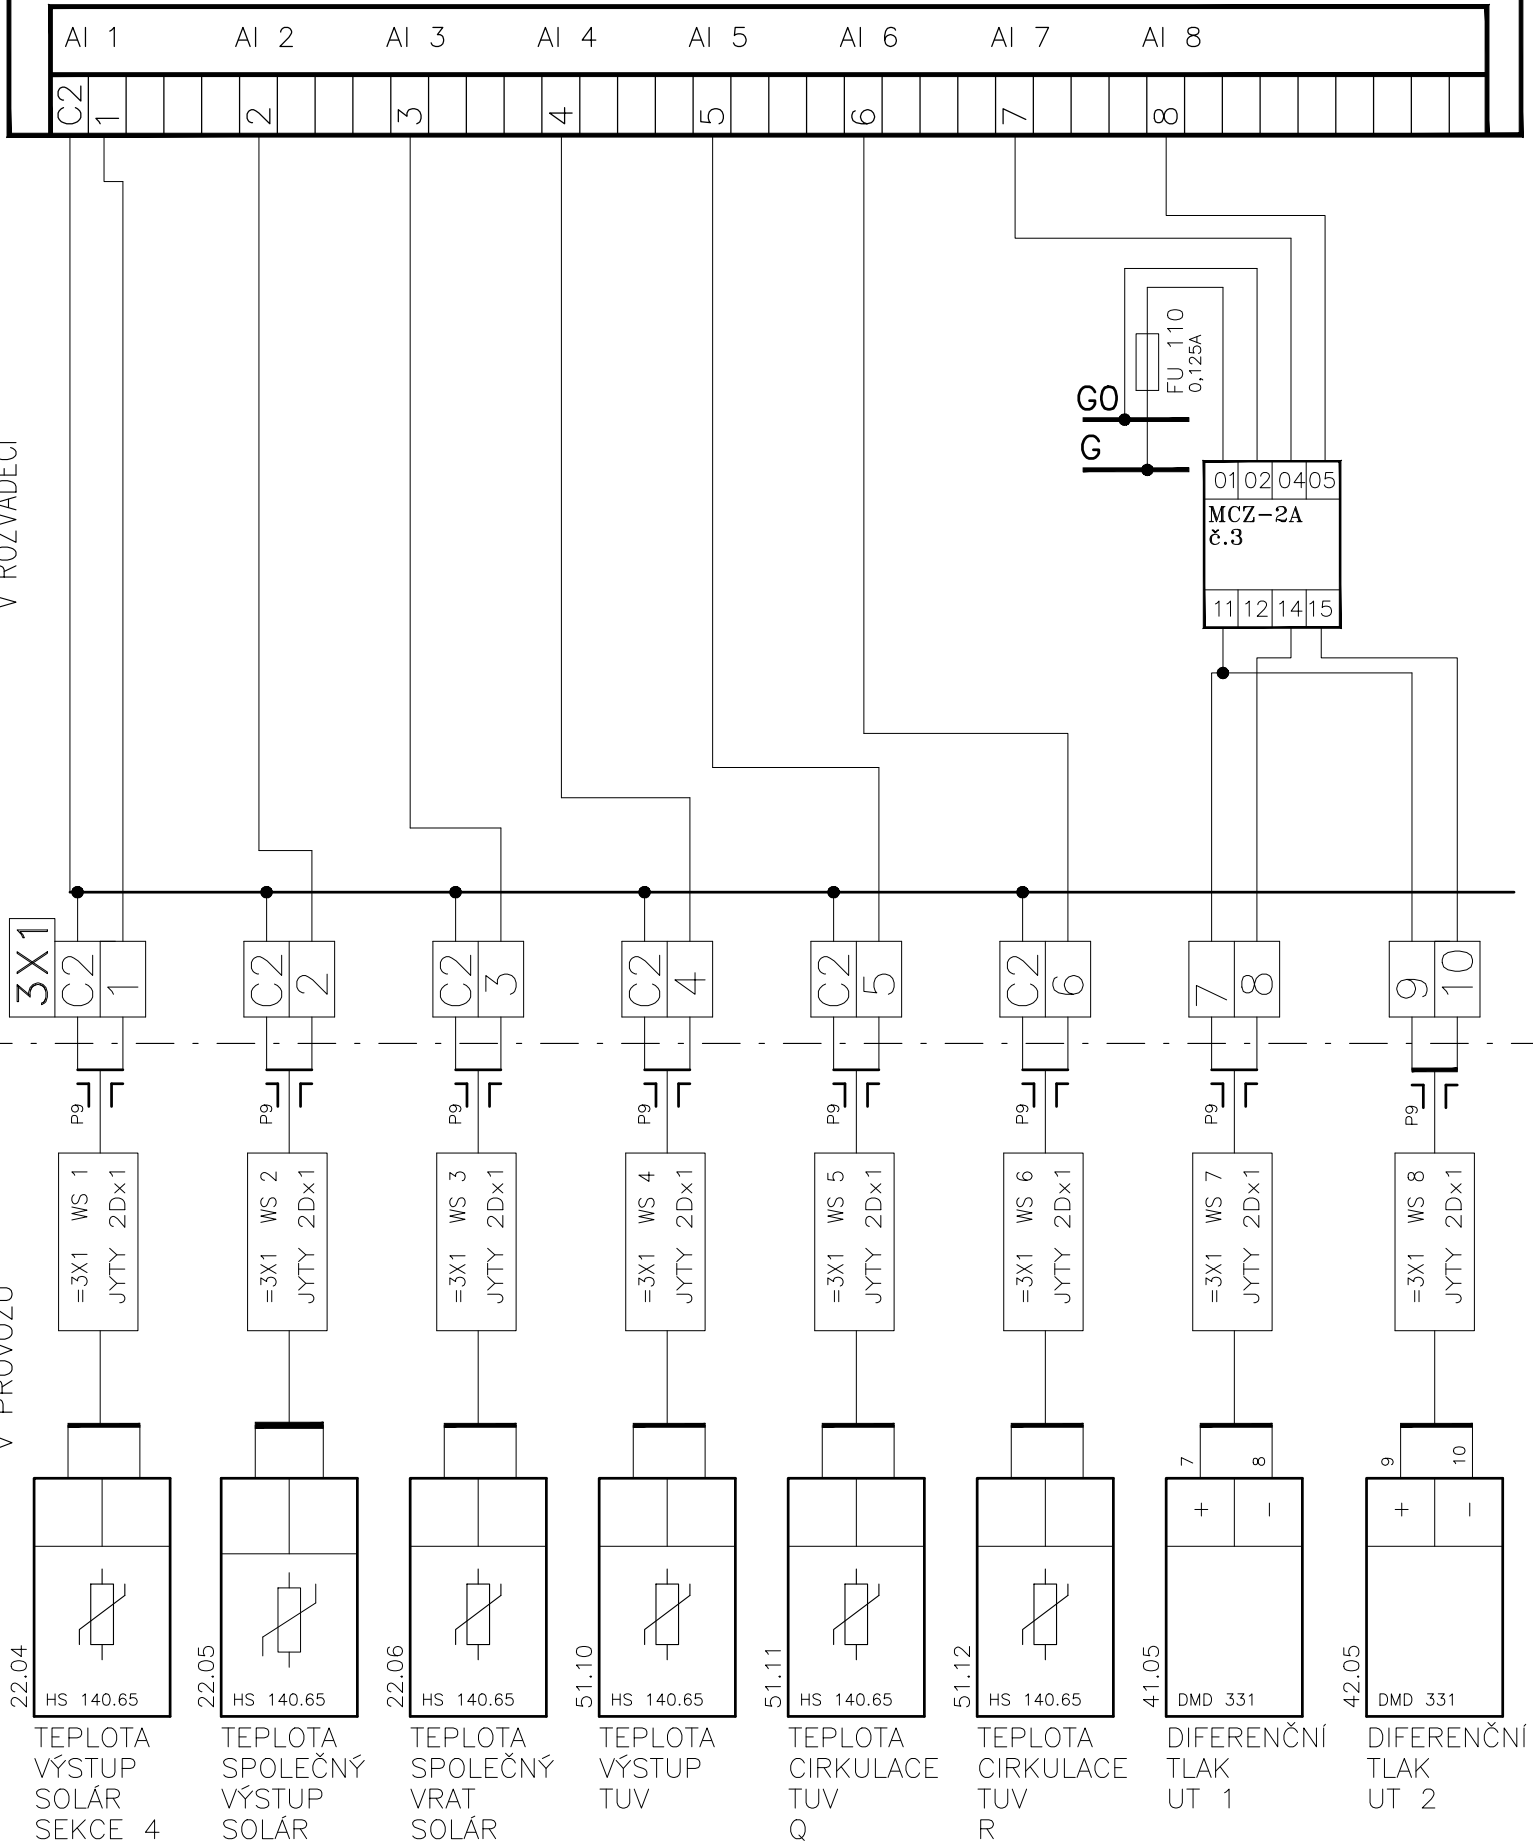 AI 1 AI 2 AI 3 AI 4 AI 5 AI 6 AI 7 AI 8
C2 1 2 3 4 5 6 7 8
V ROZVADĚČI
FU 110
0,125A
G0
G
01 02 04 05
MCZ-2A
č.3
11 12 14 15
3X1
C2 1 C2 2 C2 3 C2 4 C2 5 C2 6 7 8 9 10
P9 P9 P9 P9 P9 P9 P9 P9
V PROVOZU
=3X1 WS 1
JYTY 2Dx1
=3X1 WS 2
JYTY 2Dx1
=3X1 WS 3
JYTY 2Dx1
=3X1 WS 4
JYTY 2Dx1
=3X1 WS 5
JYTY 2Dx1
=3X1 WS 6
JYTY 2Dx1
=3X1 WS 7
JYTY 2Dx1
=3X1 WS 8
JYTY 2Dx1
7 8 9 10
+ - + -
22.04
HS 140.65
TEPLOTA
VÝSTUP
SOLÁR
SEKCE 4
22.05
HS 140.65
TEPLOTA
SPOLEČNÝ
VÝSTUP
SOLÁR
22.06
HS 140.65
TEPLOTA
SPOLEČNÝ
VRAT
SOLÁR
51.10
HS 140.65
TEPLOTA
VÝSTUP
TUV
51.11
HS 140.65
TEPLOTA
CIRKULACE
TUV
Q
51.12
HS 140.65
TEPLOTA
CIRKULACE
TUV
R
41.05
DMD 331
DIFERENČNÍ
TLAK
UT 1
42.05
DMD 331
DIFERENČNÍ
TLAK
UT 2